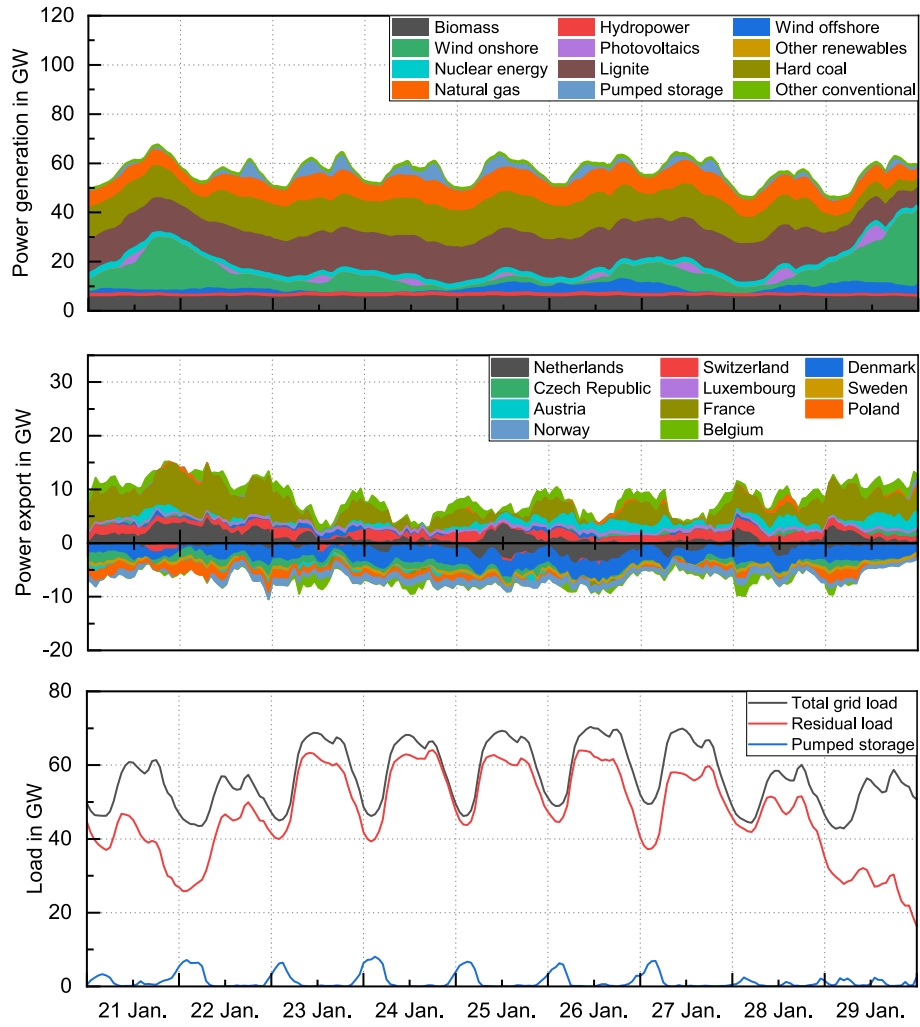 Power generation in GW
120
100
80
60
40
20
0
Biomass Hydropower Wind offshore
Wind onshore Photovoltaics Other renewables
Nuclear energy Lignite Hard coal
Natural gas Pumped storage Other conventional
Power export in GW
30
20
10
0
-10
-20
Netherlands Switzerland Denmark
Czech Republic Luxembourg Sweden
Austria France Poland
Norway Belgium
Load in GW
80
60
40
20
0
Total grid load
Residual load
Pumped storage
21 Jan. 22 Jan. 23 Jan. 24 Jan. 25 Jan. 26 Jan. 27 Jan. 28 Jan. 29 Jan.